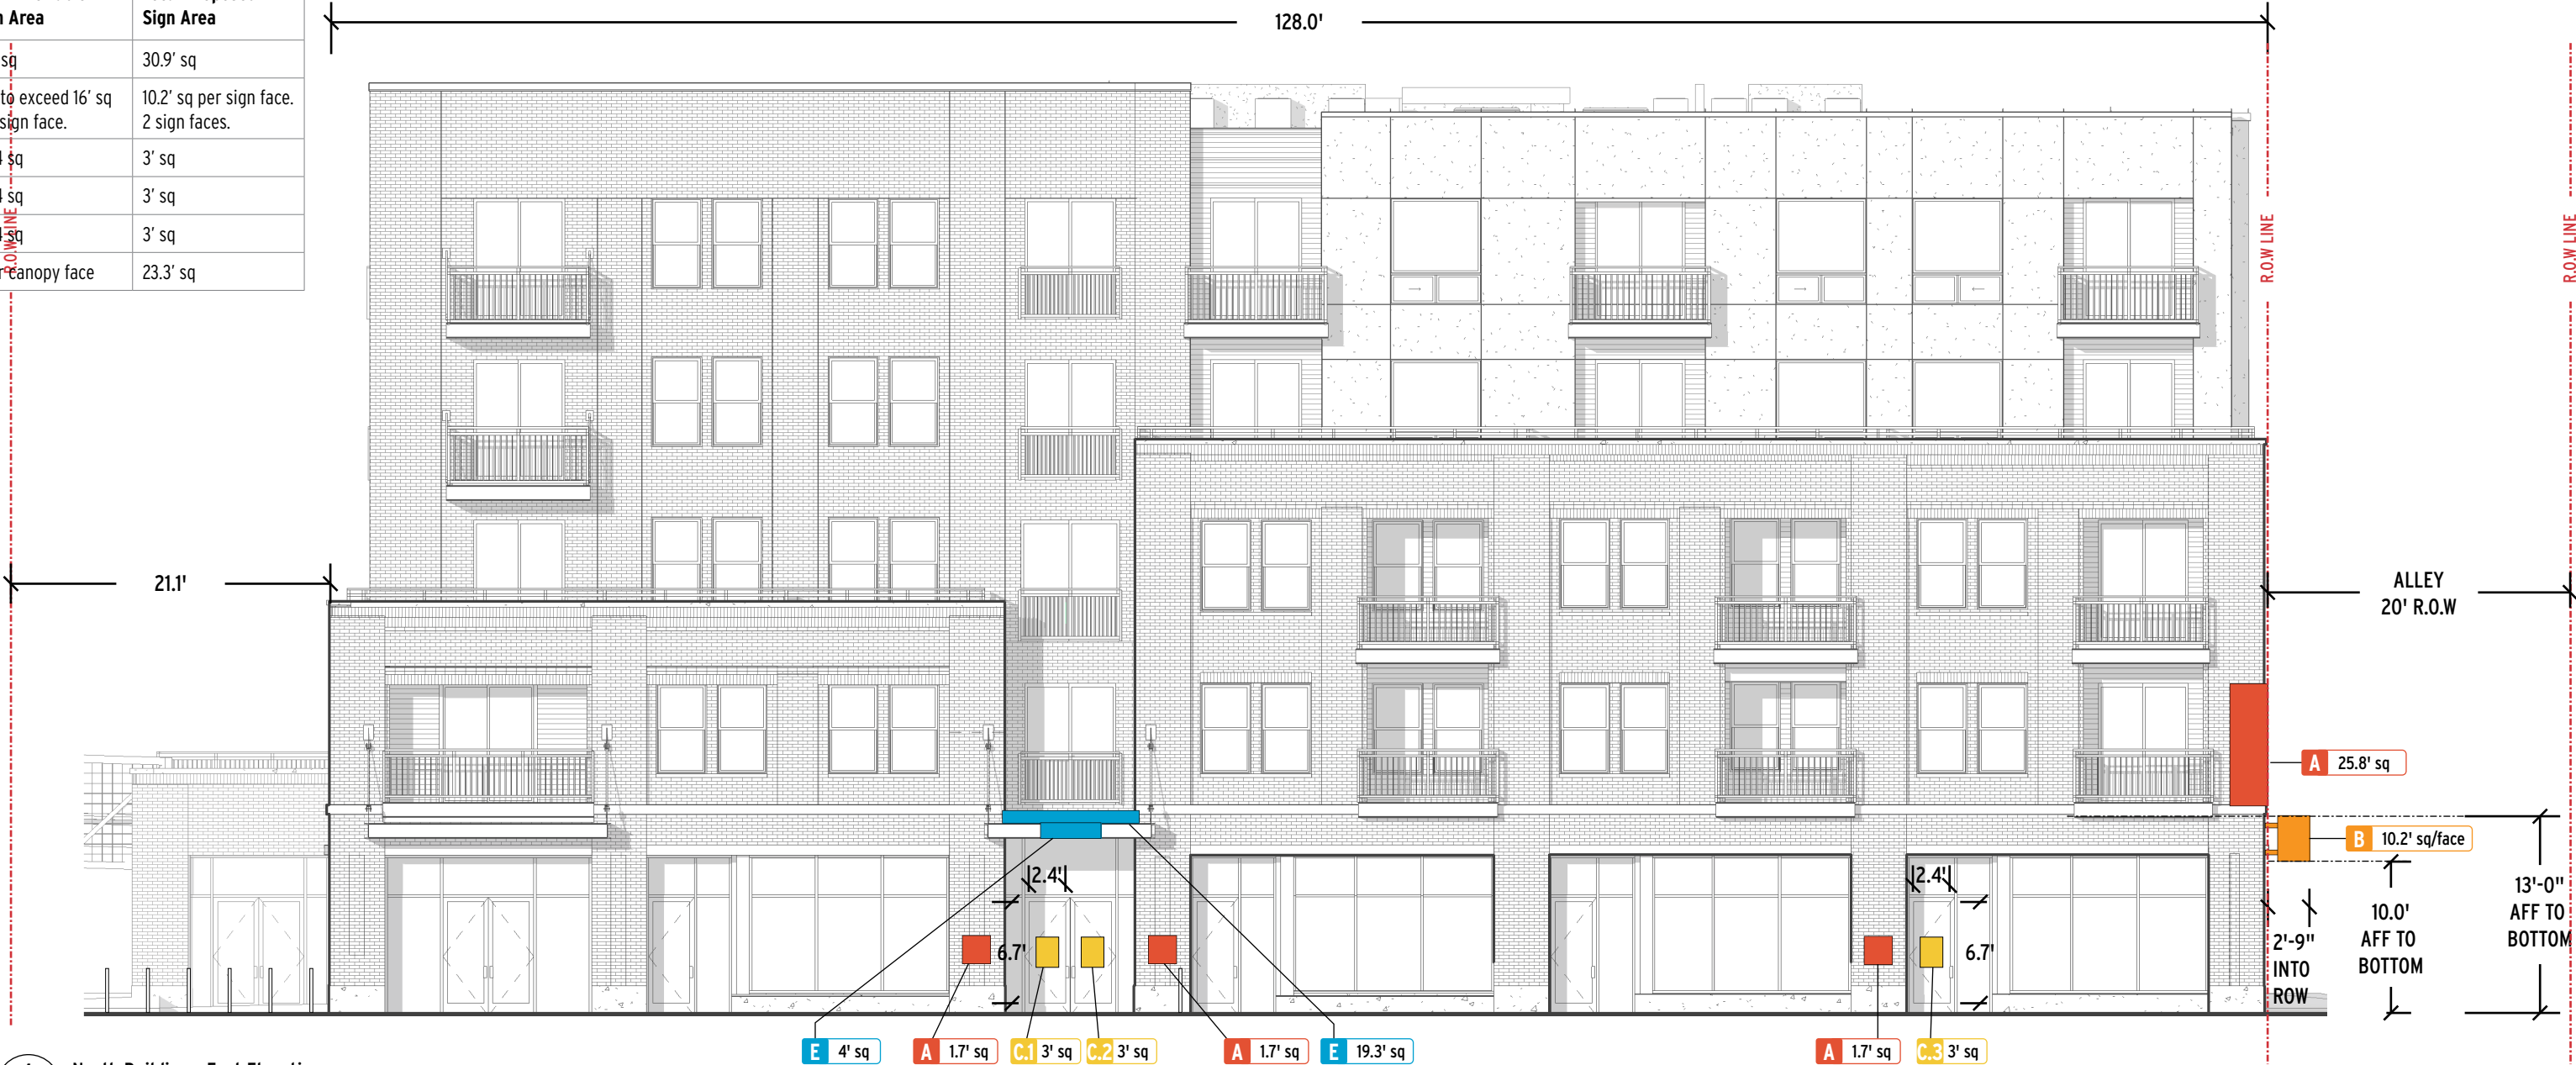 n Area
Sign Area
sq
30.9' sq
to exceed 16' sq
10.2' sq per sign face.
sign face.
2 sign faces.
sq
3' sq
sq
3' sq
sq
3' sq
r canopy face
23.3' sq
R.O.W LINE
128.0'
R.O.W LINE
R.O.W LINE
21.1'
ALLEY
20' R.O.W
A 25.8' sq
B 10.2' sq/face
2.4'
2.4'
6.7'
6.7'
2'-9"
INTO
ROW
10.0'
AFF TO
BOTTOM
13'-0"
AFF TO
BOTTOM
E 4' sq
A 1.7' sq
C.1 3' sq
C.2 3' sq
A 1.7' sq
E 19.3' sq
A 1.7' sq
C.3 3' sq